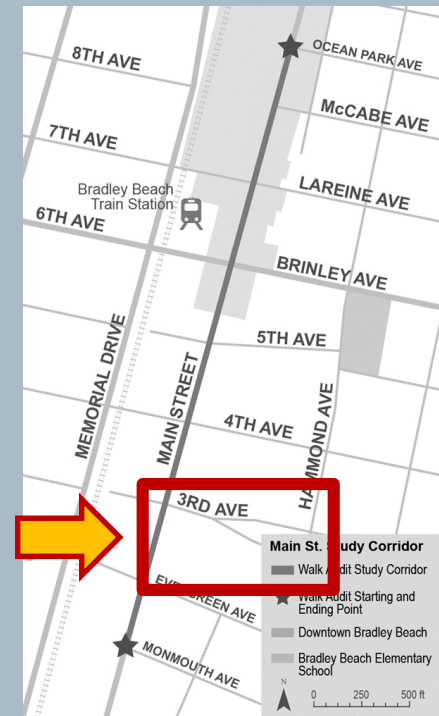 OCEAN PARK AVE
8TH AVE
McCABE AVE
7TH AVE
LAREINE AVE
Bradley Beach
Train Station
6TH AVE
BRINLEY AVE
5TH AVE
MEMORIAL DRIVE
MAIN STREET
HAMMOND AVE
4TH AVE
3RD AVE
EVERGREEN AVE
MONMOUTH AVE
Main St. Study Corridor
Walk Audit Study Corridor
Walk Audit Starting and
Ending Point
Downtown Bradley Beach
Bradley Beach Elementary
School
N
0 250 500 ft